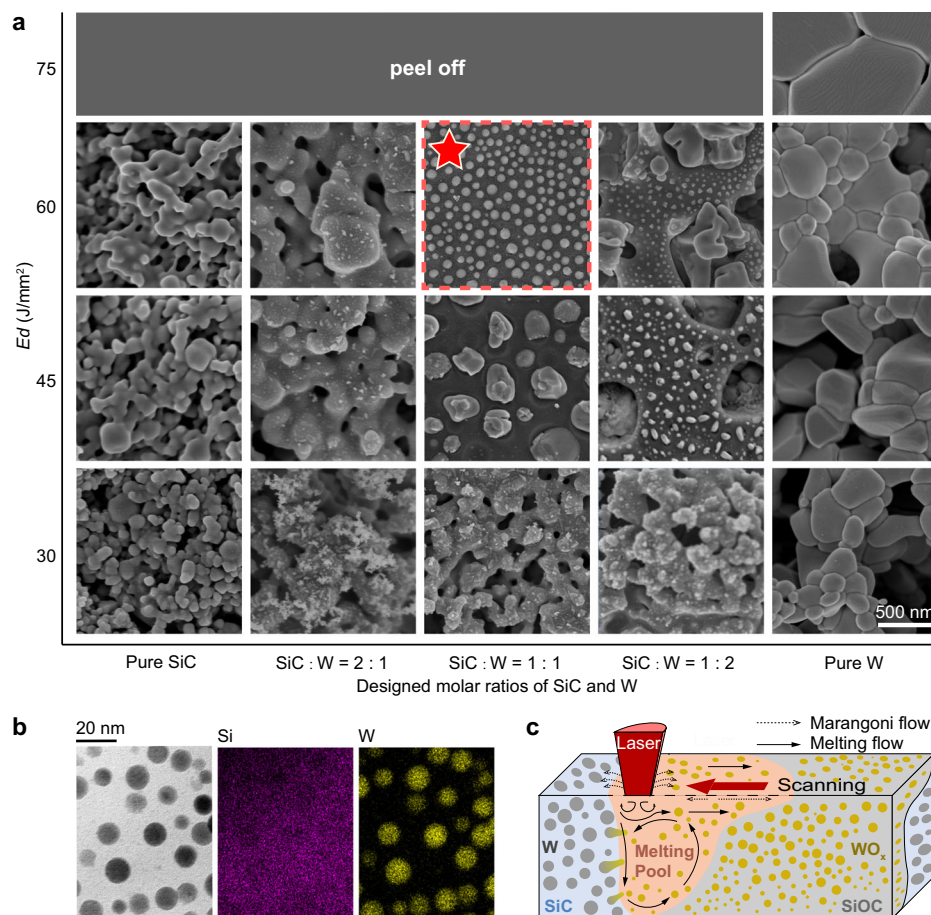 a
75
peel off
60
Ed (J/mm²)
45
30
500 nm
Pure SiC
SiC : W = 2 : 1
SiC : W = 1 : 1
SiC : W = 1 : 2
Pure W
Designed molar ratios of SiC and W
b
20 nm
Si
W
c
Marangoni flow
Melting flow
Laser
Scanning
W
Melting
Pool
WOₓ
SiC
SiOC